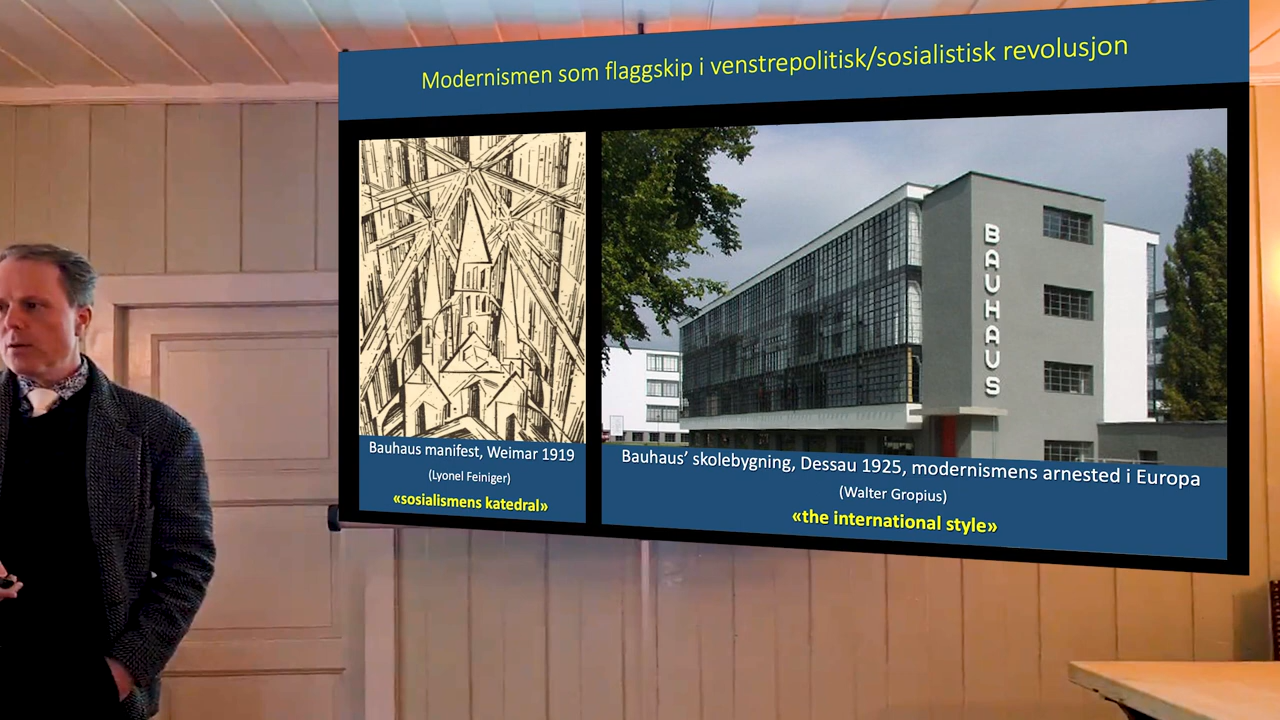 Modernismen som flaggskip i venstrepolitisk/sosialistisk revolusjon
BAUHAUS
Bauhaus manifest, Weimar 1919
(Lyonel Feiniger)
«sosialismens katedral»
Bauhaus' skolebygning, Dessau 1925, modernismens arnested i Europa
(Walter Gropius)
«the international style»